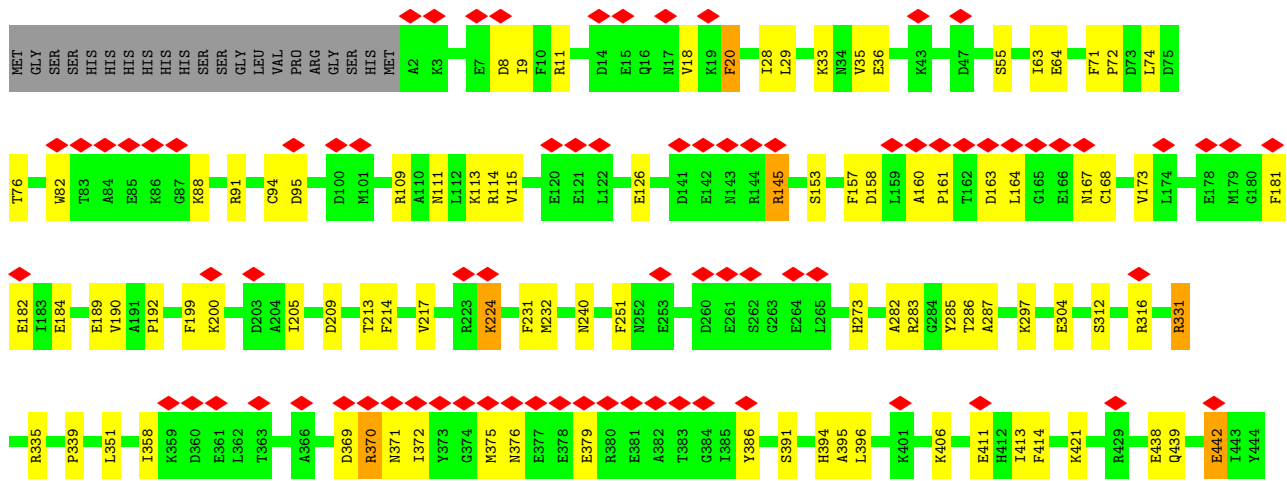 MET GLY SER SER HIS HIS HIS HIS HIS HIS SER SER GLY LEU VAL PRO ARG GLY SER HIS MET A2 K3 E7 D8 I9 F10 R11 D14 E15 Q16 N17 V18 K19 F20 I28 L29 K33 N34 V35 E36 K43 D47 S55 I63 E64 F71 P72 D73 L74 D75
T76 W82 T83 A84 E85 K86 G87 K88 R91 C94 D95 D100 M101 R109 A110 N111 L112 K113 R114 V115 E120 E121 L122 E126 D141 E142 N143 R144 R145 S153 F157 D158 L159 A160 P161 T162 D163 L164 G165 E166 N167 C168 V173 L174 E178 M179 G180 F181
E182 I183 E184 E189 V190 A191 P192 F199 K200 D203 A204 I205 D209 T213 F214 V217 R223 K224 F231 M232 N240 F251 N252 E253 D260 E261 S262 G263 E264 L265 H273 A282 R283 G284 Y285 T286 A287 K297 E304 S312 R316 R331
R335 P339 L351 I358 K359 D360 E361 L362 T363 A366 D369 R370 N371 I372 Y373 G374 M375 N376 E377 E378 E379 R380 E381 A382 T383 G384 I385 Y386 S391 H394 A395 L396 K401 K406 E411 H412 I413 F414 K421 R429 E438 Q439 E442 I443 Y444